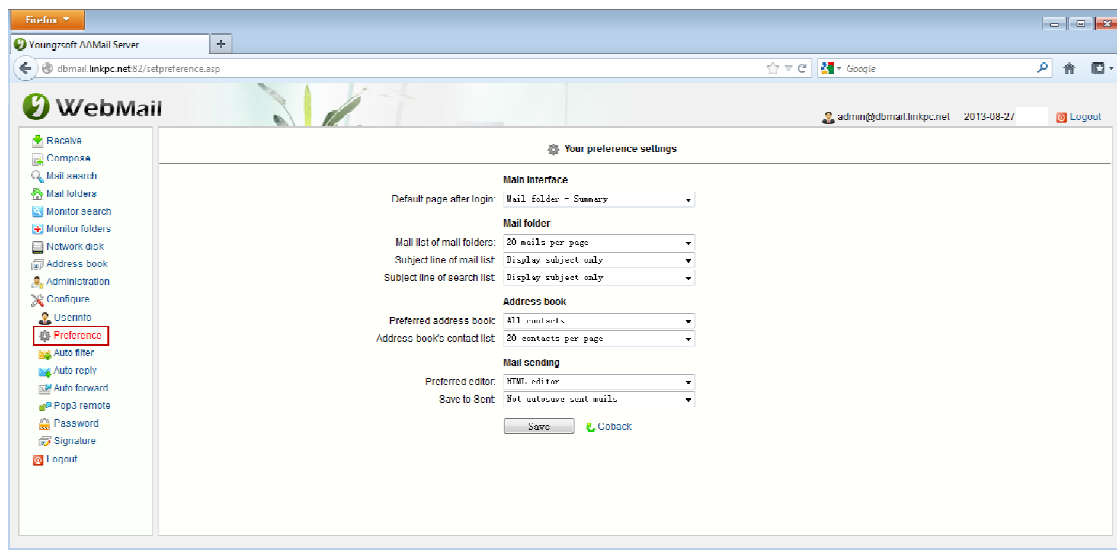 Firefox
Youngzsoft AAMail Server
dbmail.linkpc.net:82/setpreference.asp
Google
WebMail
admin@dbmail.linkpc.net 2013-08-27 Logout
Receive
Compose
Mail search
Mail folders
Monitor search
Monitor folders
Network disk
Address book
Administration
Configure
Userinfo
Preference
Auto filter
Auto reply
Auto forward
Pop3 remote
Password
Signature
Logout
Your preference settings
Main interface
Default page after login: Mail folder - Summary
Mail folder
Mail list of mail folders: 20 mails per page
Subject line of mail list: Display subject only
Subject line of search list: Display subject only
Address book
Preferred address book: All contacts
Address book's contact list: 20 contacts per page
Mail sending
Preferred editor: HTML editor
Save to Sent: Not autosave sent mails
Save Goback